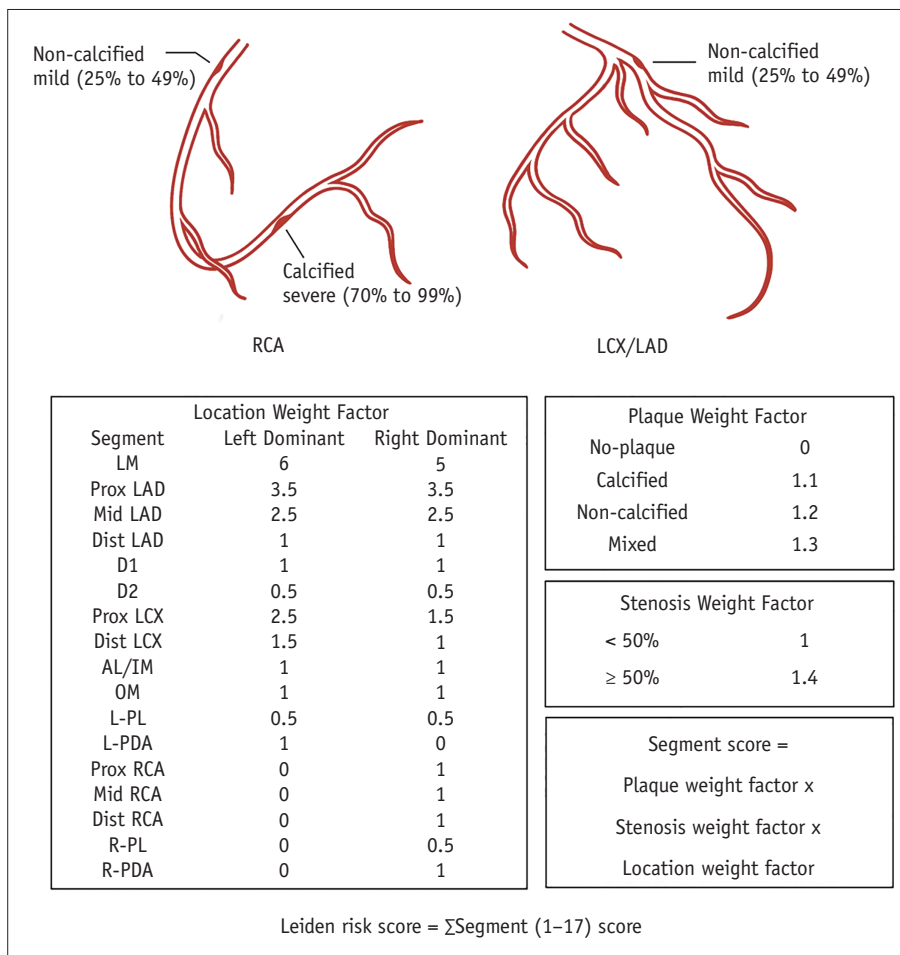 Non-calcified
mild (25% to 49%)
Non-calcified
mild (25% to 49%)
Calcified
severe (70% to 99%)
RCA
LCX/LAD
Location Weight Factor
Segment Left Dominant Right Dominant
LM 6 5
Prox LAD 3.5 3.5
Mid LAD 2.5 2.5
Dist LAD 1 1
D1 1 1
D2 0.5 0.5
Prox LCX 2.5 1.5
Dist LCX 1.5 1
AL/IM 1 1
OM 1 1
L-PL 0.5 0.5
L-PDA 1 0
Prox RCA 0 1
Mid RCA 0 1
Dist RCA 0 1
R-PL 0 0.5
R-PDA 0 1
Plaque Weight Factor
No-plaque 0
Calcified 1.1
Non-calcified 1.2
Mixed 1.3
Stenosis Weight Factor
< 50% 1
≥ 50% 1.4
Segment score =
Plaque weight factor x
Stenosis weight factor x
Location weight factor
Leiden risk score = ∑Segment (1–17) score